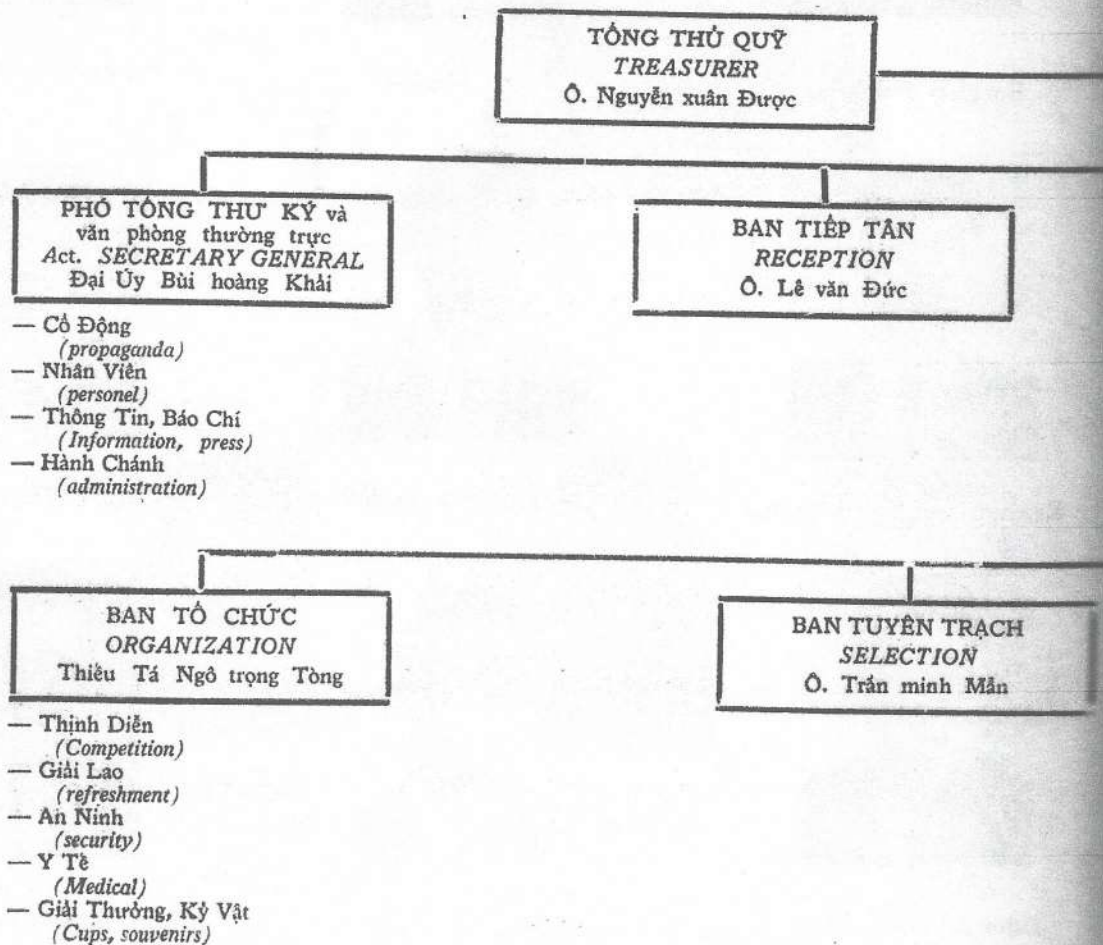 TỔNG THỦ QUỸ
TREASURER
Ô. Nguyễn xuân Được
PHÓ TỔNG THƯ KÝ và
văn phòng thường trực
Act. SECRETARY GENERAL
Đại Úy Bùi hoàng Khải
— Cổ Động
(propaganda)
— Nhân Viên
(personel)
— Thông Tin, Báo Chí
(Information, press)
— Hành Chánh
(administration)
BAN TIẾP TÂN
RECEPTION
Ô. Lê văn Đức
BAN TỔ CHỨC
ORGANIZATION
Thiếu Tá Ngô trọng Tòng
— Thịnh Diễn
(Competition)
— Giải Lao
(refreshment)
— An Ninh
(security)
— Y Tế
(Medical)
— Giải Thưởng, Kỷ Vật
(Cups, souvenirs)
BAN TUYÊN TRẠCH
SELECTION
Ô. Trần minh Mẫn